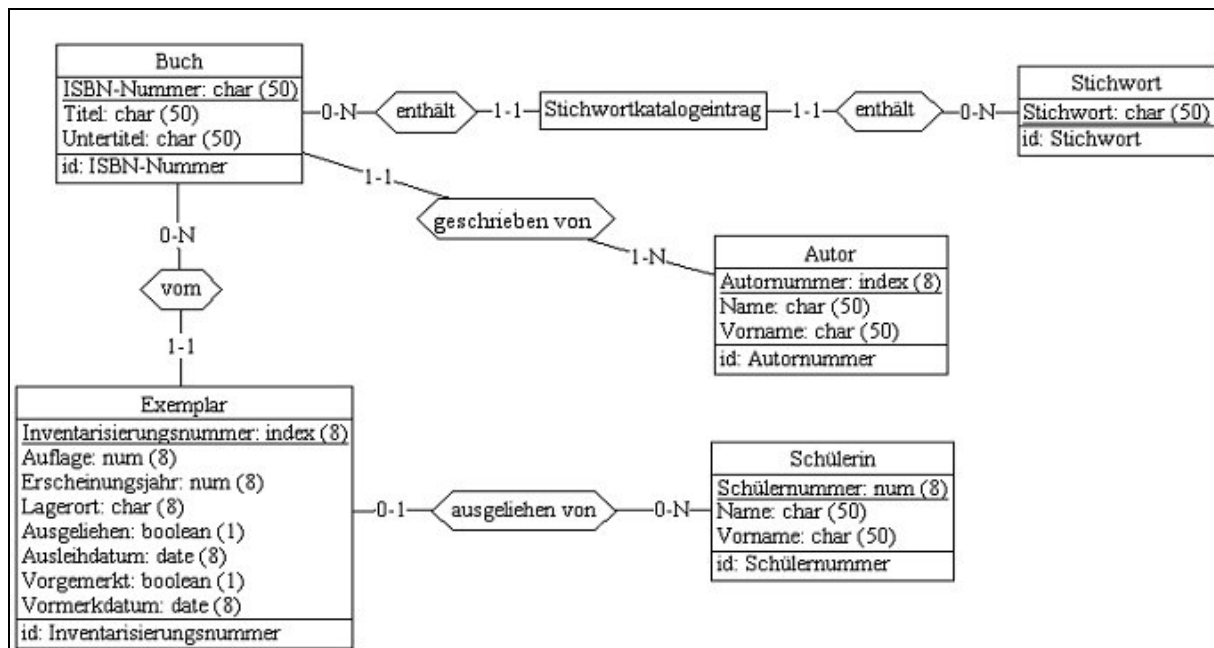 Buch
ISBN-Nummer: char (50)
Titel: char (50)
Untertitel: char (50)
id: ISBN-Nummer
0-N
enthält
1-1
Stichwortkatalogeintrag
1-1
enthält
0-N
Stichwort
Stichwort: char (50)
id: Stichwort
1-1
geschrieben von
1-N
Autor
Autornummer: index (8)
Name: char (50)
Vorname: char (50)
id: Autornummer
0-N
vom
1-1
Exemplar
Inventarisierungsnummer: index (8)
Auflage: num (8)
Erscheinungsjahr: num (8)
Lagerort: char (8)
Ausgeliehen: boolean (1)
Ausleihdatum: date (8)
Vorgemerkt: boolean (1)
Vormerkdatum: date (8)
id: Inventarisierungsnummer
0-1
ausgeliehen von
0-N
Schülerin
Schülernummer: num (8)
Name: char (50)
Vorname: char (50)
id: Schülernummer